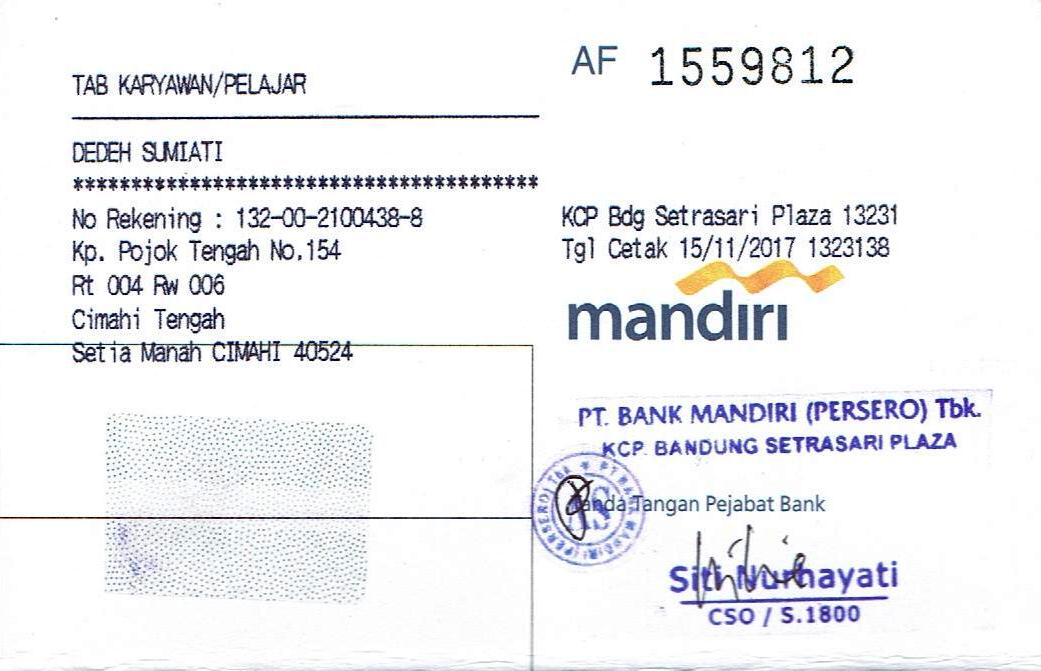 TAB KARYAWAN/PELAJAR
AF 1559812
DEDEH SUMIATI
****************************************
No Rekening : 132-00-2100438-8
Kp. Pojok Tengah No.154
Rt 004 Rw 006
Cimahi Tengah
Setia Manah CIMAHI 40524
KCP Bdg Setrasari Plaza 13231
Tgl Cetak 15/11/2017 1323138
mandiri
PT. BANK MANDIRI (PERSERO) Tbk.
KCP. BANDUNG SETRASARI PLAZA
Tanda Tangan Pejabat Bank
Siti Nurhayati
CSO / S.1800